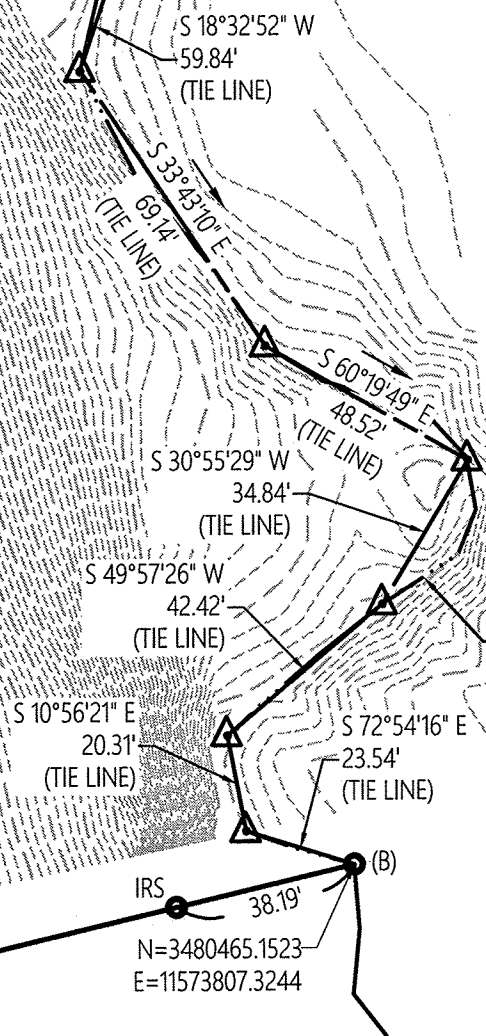 S 18°32'52" W
59.84'
(TIE LINE)
S 33°43'10" E
69.14'
(TIE LINE)
S 60°19'49" E
48.52'
(TIE LINE)
S 30°55'29" W
34.84'
(TIE LINE)
S 49°57'26" W
42.42'
(TIE LINE)
S 10°56'21" E
20.31'
(TIE LINE)
S 72°54'16" E
23.54'
(TIE LINE)
(B)
IRS
38.19'
N=3480465.1523
E=11573807.3244